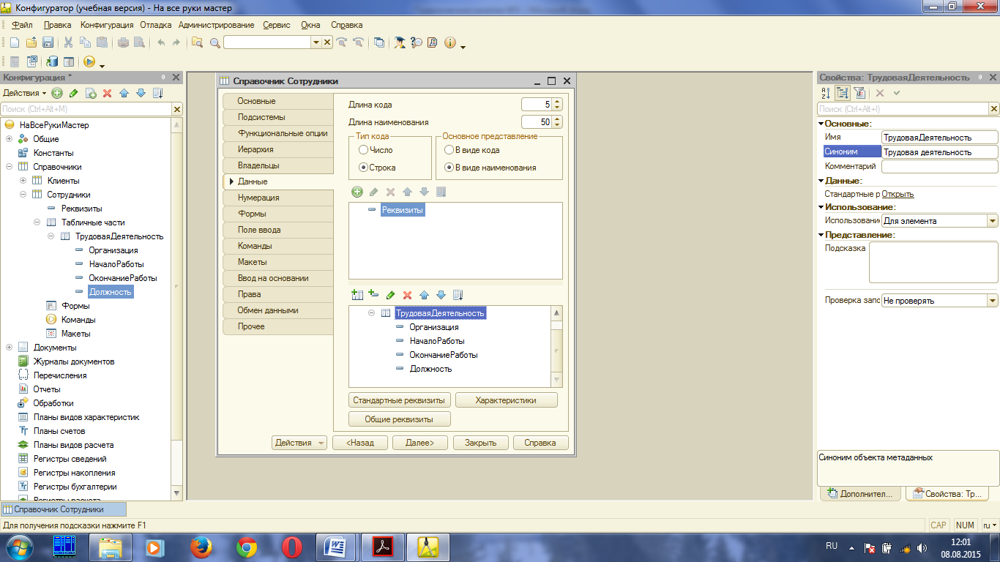 Конфигуратор (учебная версия) - На все руки мастер
Файл Правка Конфигурация Отладка Администрирование Сервис Окна Справка
Конфигурация *
Действия
Поиск (Ctrl+Alt+M)
НаВсеРукиМастер
Общие
Константы
Справочники
Клиенты
Сотрудники
Реквизиты
Табличные части
ТрудоваяДеятельность
Организация
НачалоРаботы
ОкончаниеРаботы
Должность
Формы
Команды
Макеты
Документы
Журналы документов
Перечисления
Отчеты
Обработки
Планы видов характеристик
Планы счетов
Планы видов расчета
Регистры сведений
Регистры накопления
Регистры бухгалтерии
Справочник Сотрудники
Основные
Подсистемы
Функциональные опции
Иерархия
Владельцы
Данные
Нумерация
Формы
Поле ввода
Команды
Макеты
Ввод на основании
Права
Обмен данными
Прочее
Длина кода 5
Длина наименования 50
Тип кода
Число
Строка
Основное представление
В виде кода
В виде наименования
Реквизиты
ТрудоваяДеятельность
Организация
НачалоРаботы
ОкончаниеРаботы
Должность
Стандартные реквизиты Характеристики
Общие реквизиты
Действия <Назад Далее> Закрыть Справка
Свойства: ТрудоваяДеятельность
Поиск (Ctrl+Alt+I)
Основные:
Имя ТрудоваяДеятельность
Синоним Трудовая деятельность
Комментарий
Данные:
Стандартные р Открыть
Использование:
Использовани Для элемента
Представление:
Подсказка
Проверка запо Не проверять
Синоним объекта метаданных
Дополнител... Свойства: Тр...
Справочник Сотрудники
Для получения подсказки нажмите F1
CAP NUM ru
RU
12:01
08.08.2015